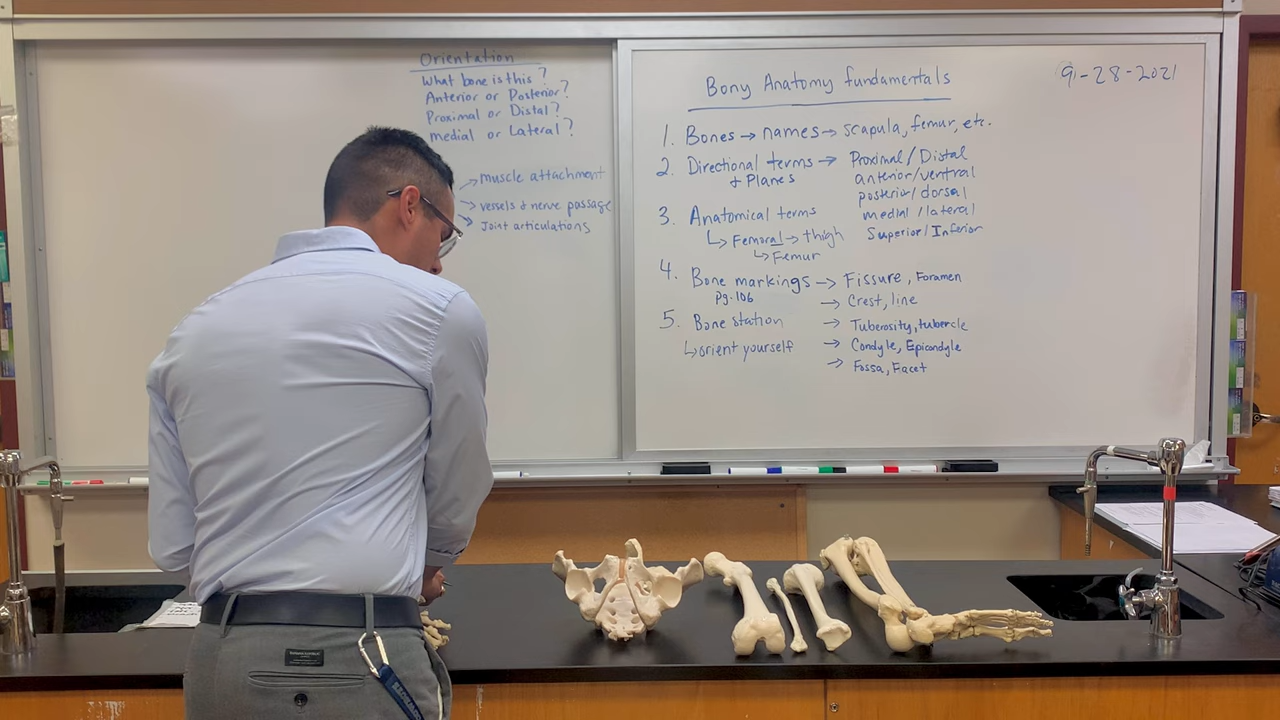 Orientation
What bone is this?
Anterior or Posterior?
Proximal or Distal?
medial or Lateral?
→ Muscle attachment
→ vessels & nerve passage
→ Joint articulations
Bony Anatomy fundamentals
9-28-2021
1. Bones → names → scapula, femur, etc.
2. Directional terms → Proximal/Distal
& Planes
anterior/ventral
posterior/dorsal
medial/lateral
Superior/Inferior
3. Anatomical terms
↳ Femoral → thigh
↳ Femur
4. Bone markings → Fissure, Foramen
Pg. 106
→ Crest, line
→ Tuberosity, tubercle
→ Condyle, Epicondyle
→ Fossa, Facet
5. Bone station
↳ orient yourself